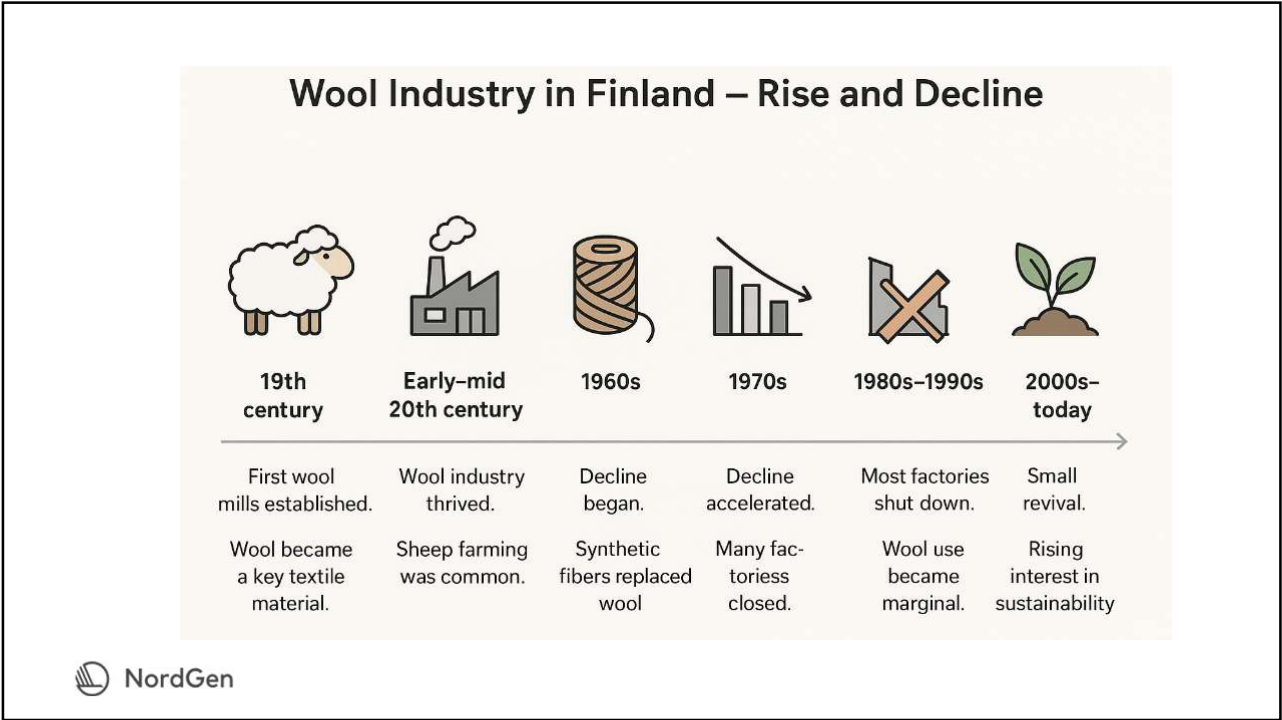 Wool Industry in Finland – Rise and Decline
19th
century
Early–mid
20th century
1960s
1970s
1980s–1990s
2000s–
today
First wool
mills established.
Wool became
a key textile
material.
Wool industry
thrived.
Sheep farming
was common.
Decline
began.
Synthetic
fibers replaced
wool
Decline
accelerated.
Many fac-
toriess
closed.
Most factories
shut down.
Wool use
became
marginal.
Small
revival.
Rising
interest in
sustainability
NordGen